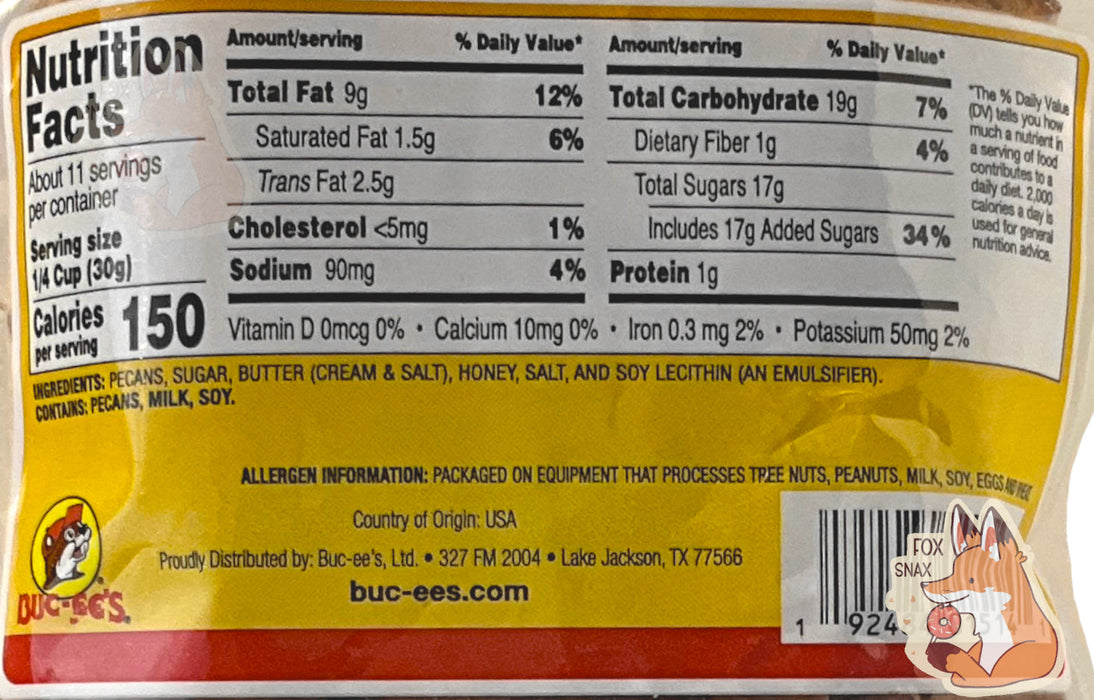 Nutrition
Facts
About 11 servings
per container
Serving size
1/4 Cup (30g)
Calories
per serving
150
Amount/serving % Daily Value*
Total Fat 9g 12%
Saturated Fat 1.5g 6%
Trans Fat 2.5g
Cholesterol <5mg 1%
Sodium 90mg 4%
Amount/serving % Daily Value*
Total Carbohydrate 19g 7%
Dietary Fiber 1g 4%
Total Sugars 17g
Includes 17g Added Sugars 34%
Protein 1g
*The % Daily Value
(DV) tells you how
much a nutrient in
a serving of food
contributes to a
daily diet. 2,000
calories a day is
used for general
nutrition advice.
Vitamin D 0mcg 0% • Calcium 10mg 0% • Iron 0.3 mg 2% • Potassium 50mg 2%
INGREDIENTS: PECANS, SUGAR, BUTTER (CREAM & SALT), HONEY, SALT, AND SOY LECITHIN (AN EMULSIFIER).
CONTAINS: PECANS, MILK, SOY.
ALLERGEN INFORMATION: PACKAGED ON EQUIPMENT THAT PROCESSES TREE NUTS, PEANUTS, MILK, SOY, EGGS AND
Country of Origin: USA
Proudly Distributed by: Buc-ee's, Ltd. • 327 FM 2004 • Lake Jackson, TX 77566
buc-ees.com
BUC-EE'S.
FOX
SNAX
1